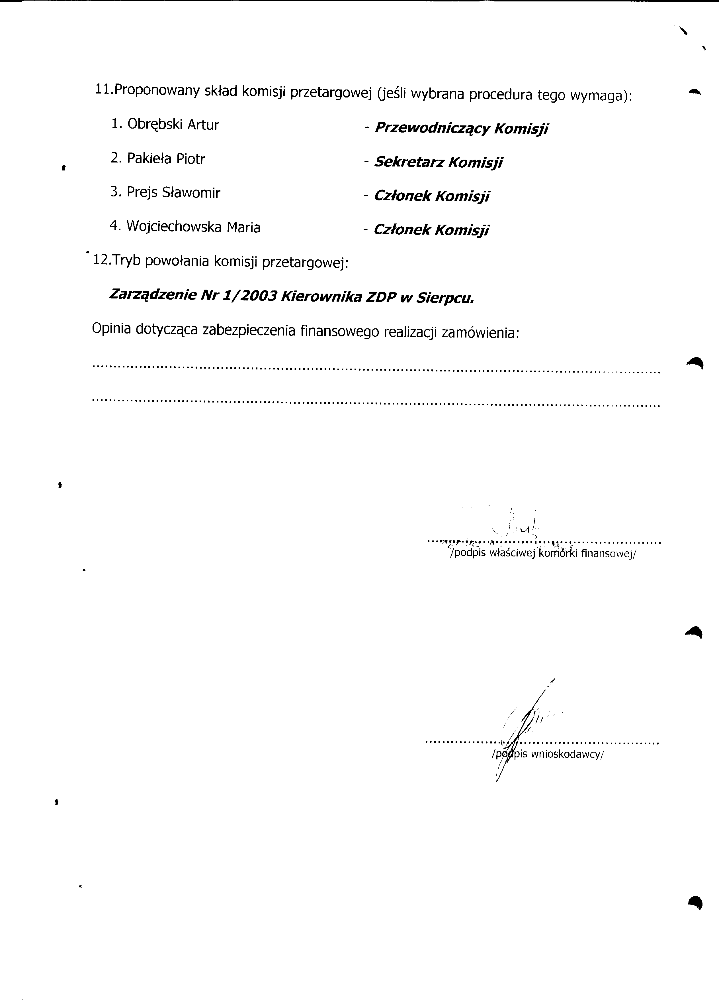 11.Proponowany skład komisji przetargowej (jeśli wybrana procedura tego wymaga):
1. Obrębski Artur - Przewodniczący Komisji
2. Pakieła Piotr - Sekretarz Komisji
3. Prejs Sławomir - Członek Komisji
4. Wojciechowska Maria - Członek Komisji
12.Tryb powołania komisji przetargowej:
Zarządzenie Nr 1/2003 Kierownika ZDP w Sierpcu.
Opinia dotycząca zabezpieczenia finansowego realizacji zamówienia:
/podpis właściwej komórki finansowej/
/podpis wnioskodawcy/